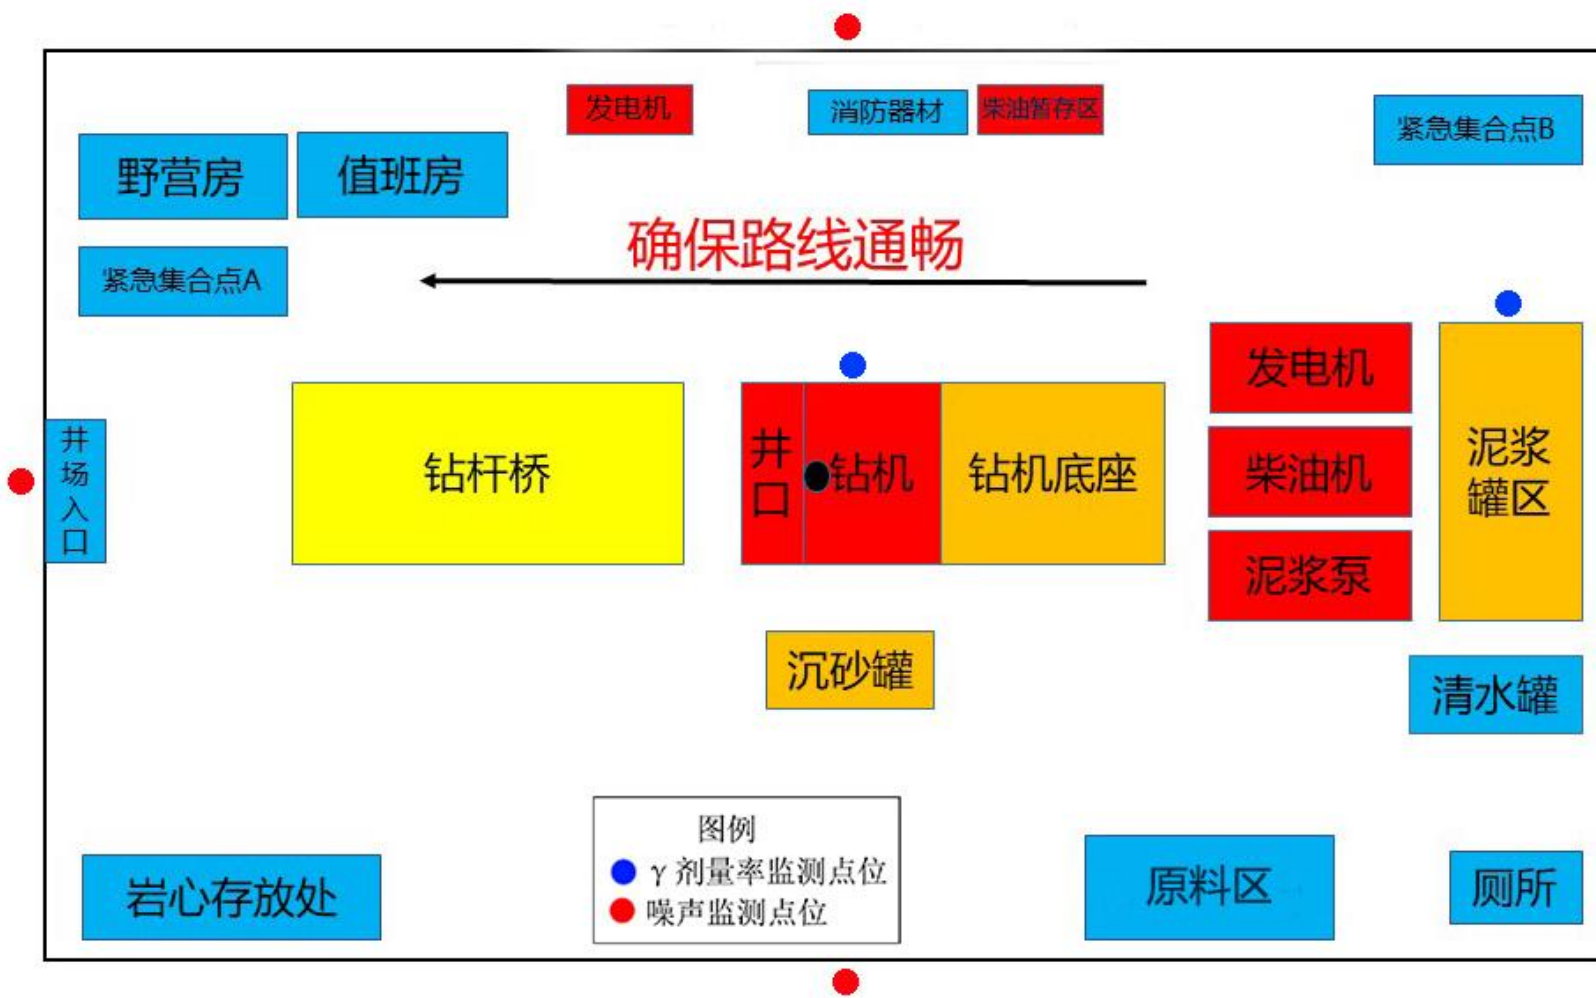 发电机
消防器材
柴油暂存区
紧急集合点B
野营房
值班房
确保路线通畅
紧急集合点A
发电机
井
场
入
口
钻杆桥
井
口
钻机
钻机底座
柴油机
泥浆
罐区
泥浆泵
沉砂罐
清水罐
图例
γ 剂量率监测点位
噪声监测点位
岩心存放处
原料区
厕所